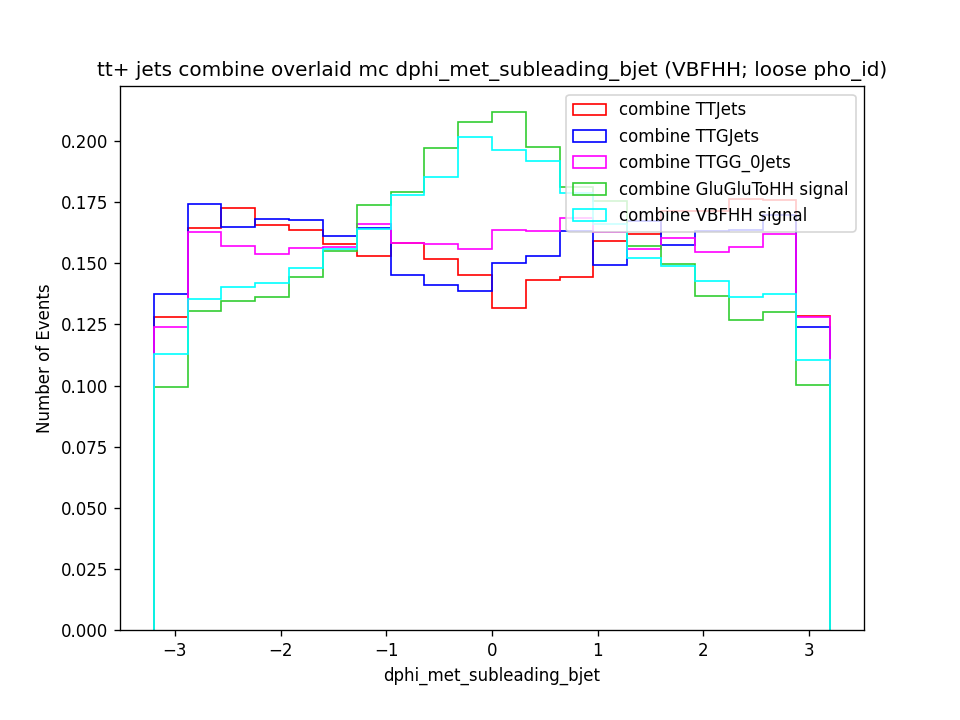 tt+ jets combine overlaid mc dphi_met_subleading_bjet (VBFHH; loose pho_id)
combine TTJets
combine TTGJets
combine TTGG_0Jets
combine GluGluToHH signal
combine VBFHH signal
0.200
0.175
0.150
0.125
0.100
0.075
0.050
0.025
0.000
Number of Events
−3 −2 −1 0 1 2 3
dphi_met_subleading_bjet